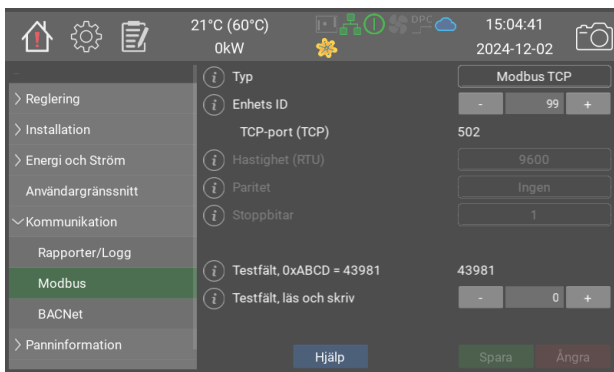 21°C (60°C)
0kW
DPC
15:04:41
2024-12-02
Reglering
Installation
Energi och Ström
Användargränssnitt
Kommunikation
Rapporter/Logg
Modbus
BACNet
Panninformation
Typ
Modbus TCP
Enhets ID
- 99 +
TCP-port (TCP)
502
Hastighet (RTU)
9600
Paritet
Ingen
Stoppbitar
1
Testfält, 0xABCD = 43981
43981
Testfält, läs och skriv
- 0 +
Hjälp
Spara
Ångra